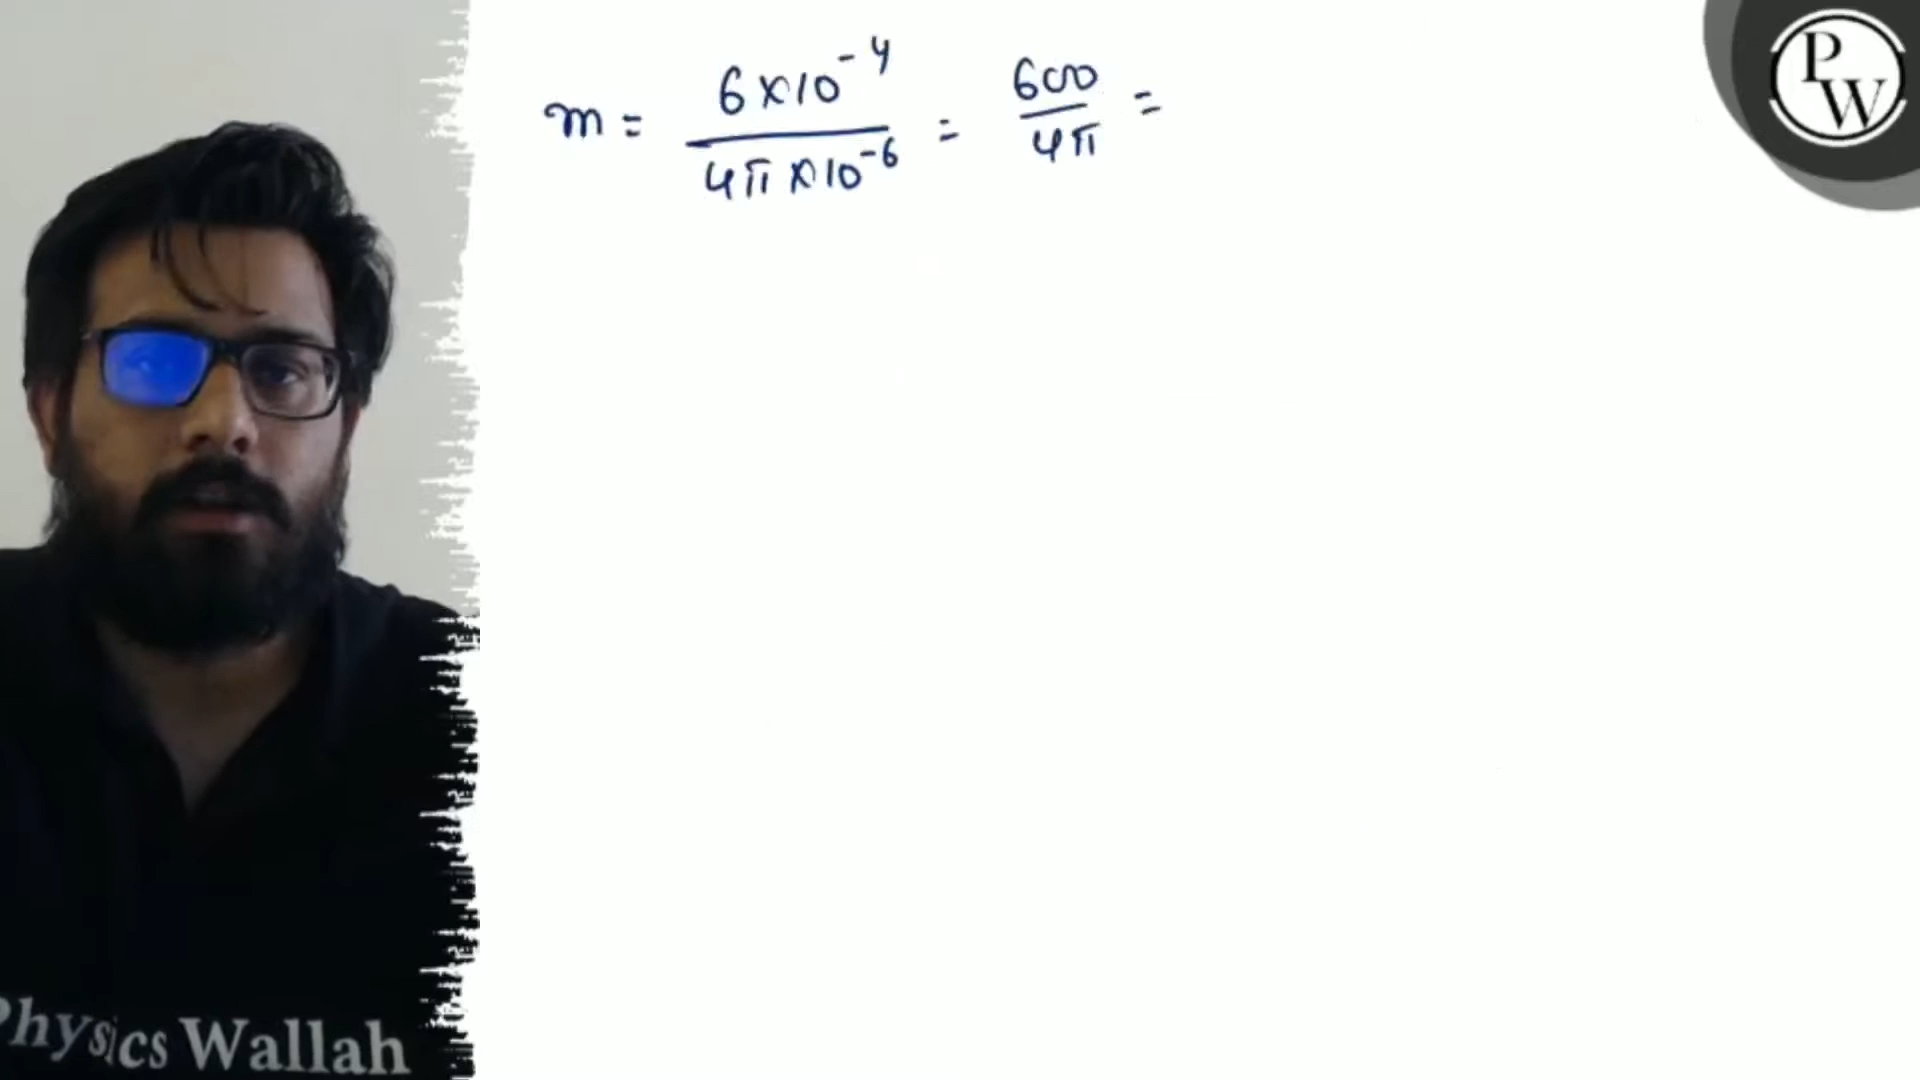 m = 6×10⁻⁴ / 4π×10⁻⁶ = 600 / 4π =
PW
Physics Wallah